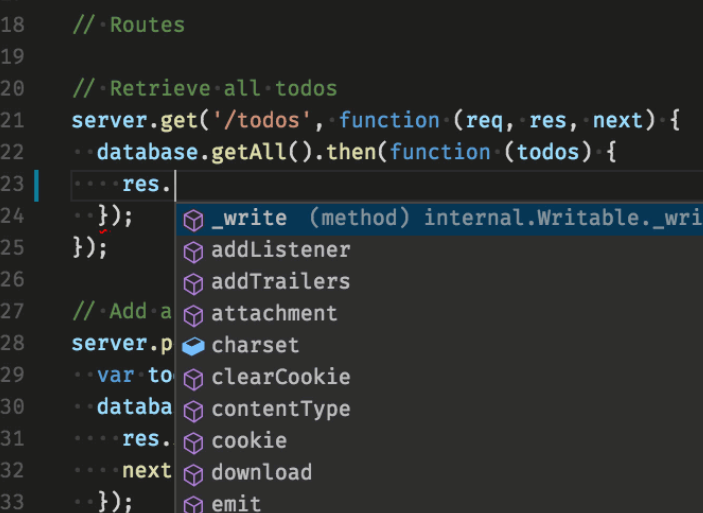 18 // Routes
19
20 // Retrieve all todos
21 server.get('/todos', function (req, res, next) {
22 database.getAll().then(function (todos) {
23 res.
24 });
25 });
26
27 // Add a
28 server.p
29 var to
30 databa
31 res.
32 next
33 });
_write (method) internal.Writable._wri
addListener
addTrailers
attachment
charset
clearCookie
contentType
cookie
download
emit